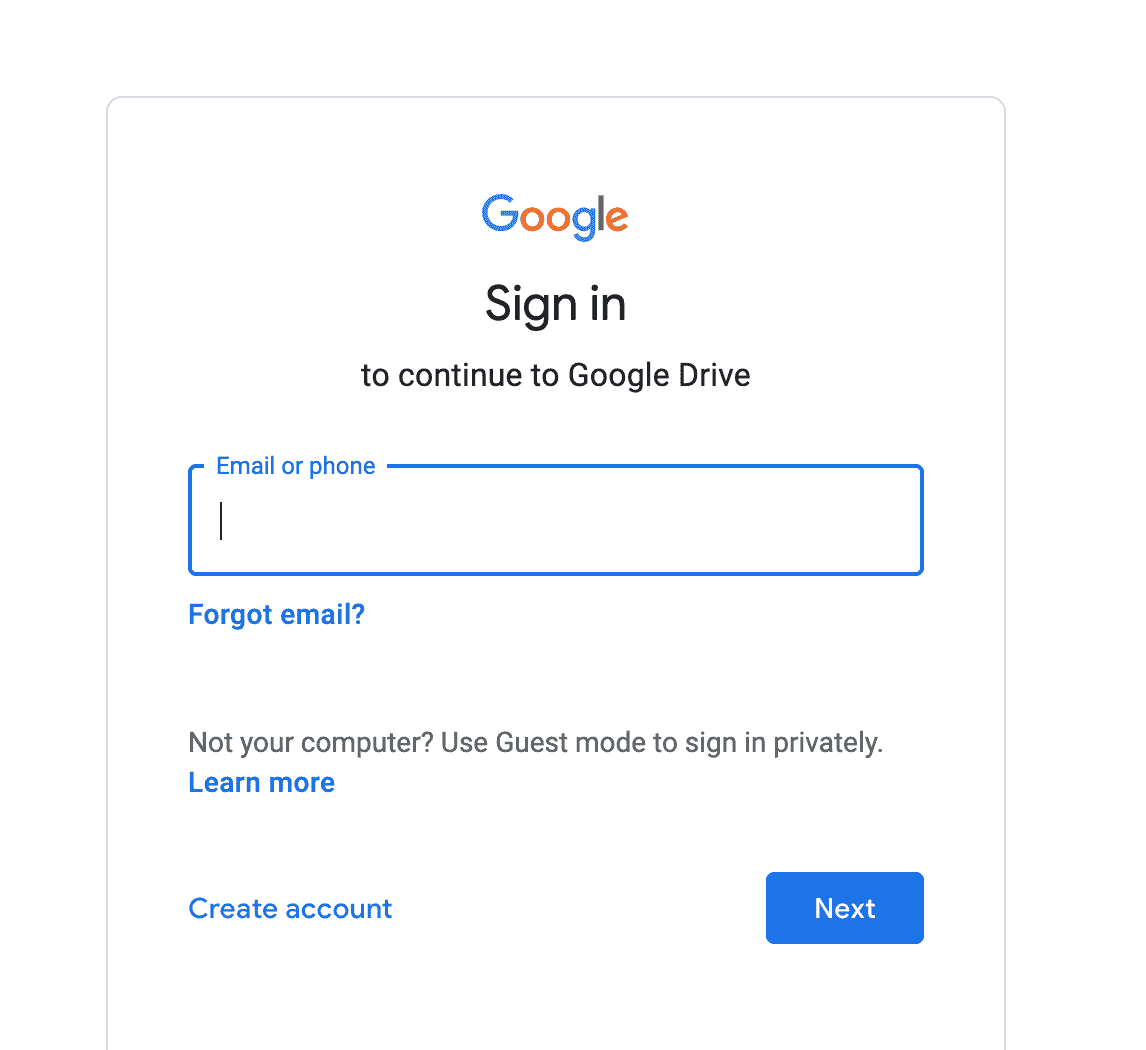 Google
Sign in
to continue to Google Drive
Email or phone
Forgot email?
Not your computer? Use Guest mode to sign in privately.
Learn more
Create account
Next